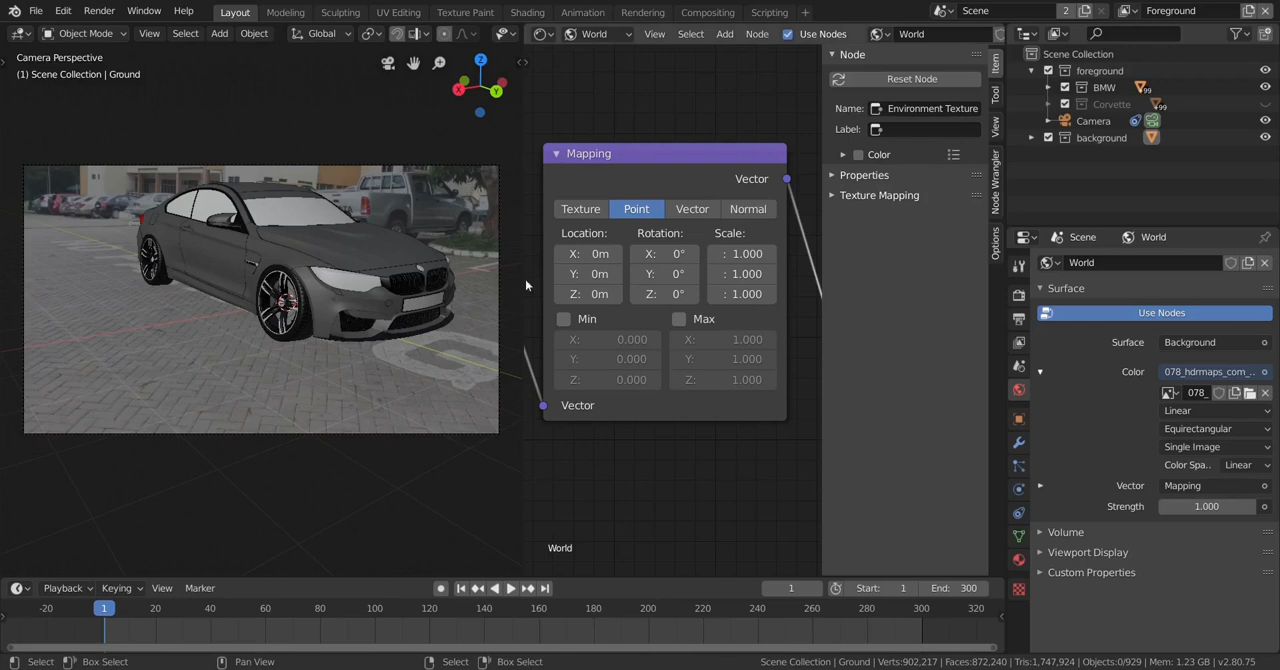 File Edit Render Window Help Layout Modeling Sculpting UV Editing Texture Paint Shading Animation Rendering Compositing Scripting + Scene 2 Foreground
Object Mode View Select Add Object Global World View Select Add Node Use Nodes World
Camera Perspective
(1) Scene Collection | Ground
Z
X
Y
Mapping
Vector
Texture Point Vector Normal
Location: Rotation: Scale:
X: 0m X: 0° : 1.000
Y: 0m Y: 0° : 1.000
Z: 0m Z: 0° : 1.000
Min Max
X: 0.000 X: 1.000
Y: 0.000 Y: 1.000
Z: 0.000 Z: 1.000
Vector
World
Node
Reset Node
Name: Environment Texture
Label:
Color
Properties
Texture Mapping
Item
Tool
View
Node Wrangler
Options
Scene Collection
foreground
BMW 99
Corvette 99
Camera
background
Scene World
World
Surface
Use Nodes
Surface Background
Color 078_hdrmaps_com_..
078_
Linear
Equirectangular
Single Image
Color Spa.. Linear
Vector Mapping
Strength 1.000
Volume
Viewport Display
Custom Properties
Playback Keying View Marker 1 Start: 1 End: 300
-20 1 20 40 60 80 100 120 140 160 180 200 220 240 260 280 300 320
Select Box Select Pan View Select Box Select Scene Collection | Ground | Verts:902,217 | Faces:872,240 | Tris:1,747,924 | Objects:0/929 | Mem: 1.23 GB | v2.80.75